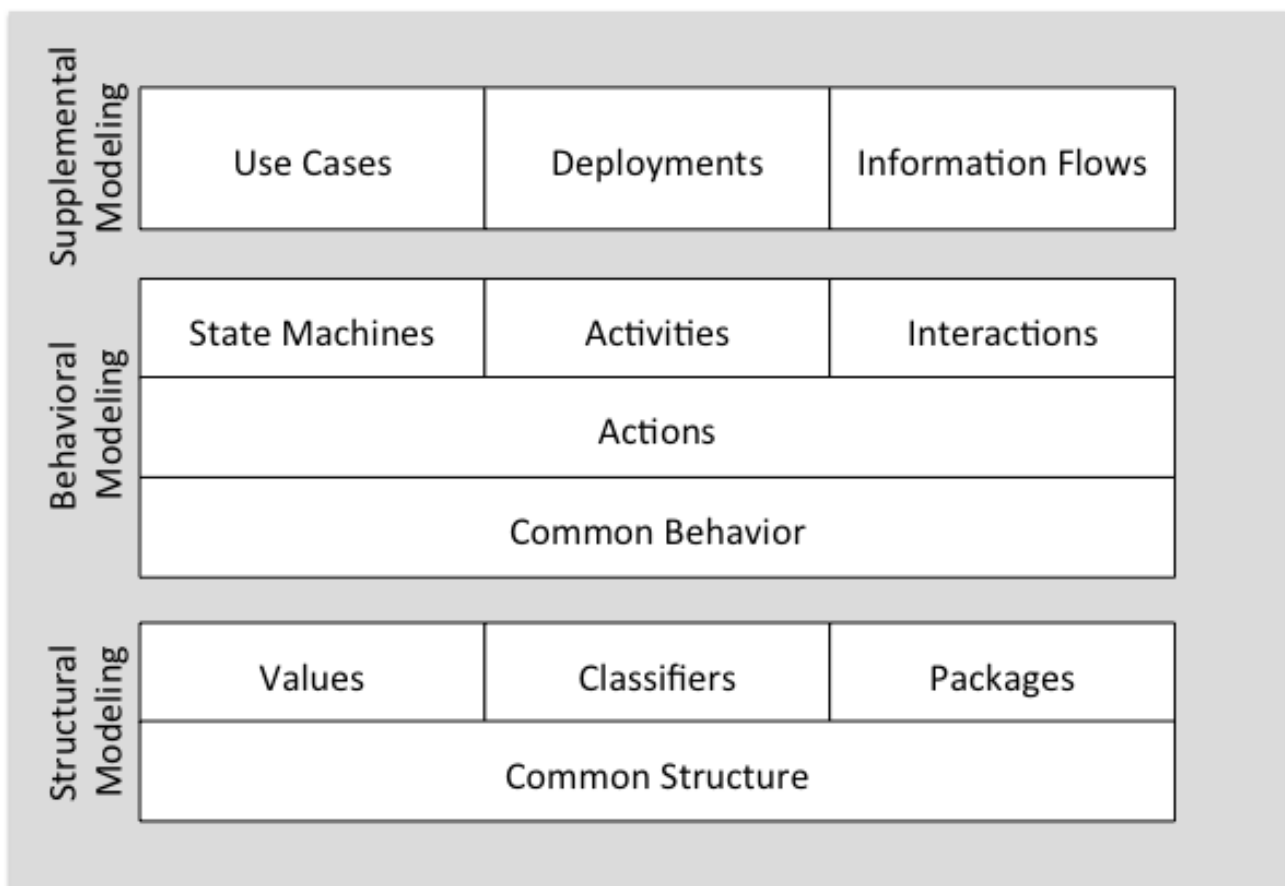 Supplemental
Modeling
Use Cases
Deployments
Information Flows
Behavioral
Modeling
State Machines
Activities
Interactions
Actions
Common Behavior
Structural
Modeling
Values
Classifiers
Packages
Common Structure